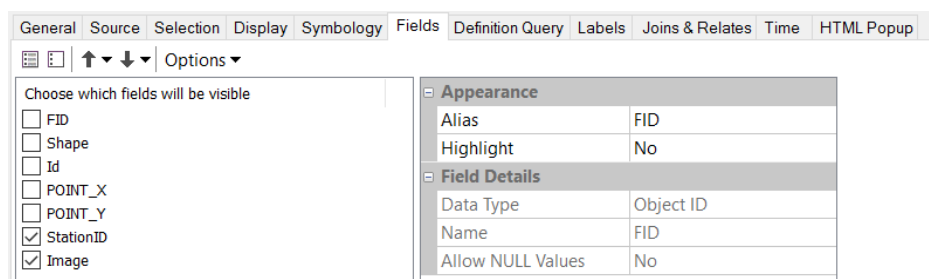 General Source Selection Display Symbology Fields Definition Query Labels Joins & Relates Time HTML Popup
Options
Choose which fields will be visible
FID
Shape
Id
POINT_X
POINT_Y
StationID
Image
Appearance
Alias FID
Highlight No
Field Details
Data Type Object ID
Name FID
Allow NULL Values No